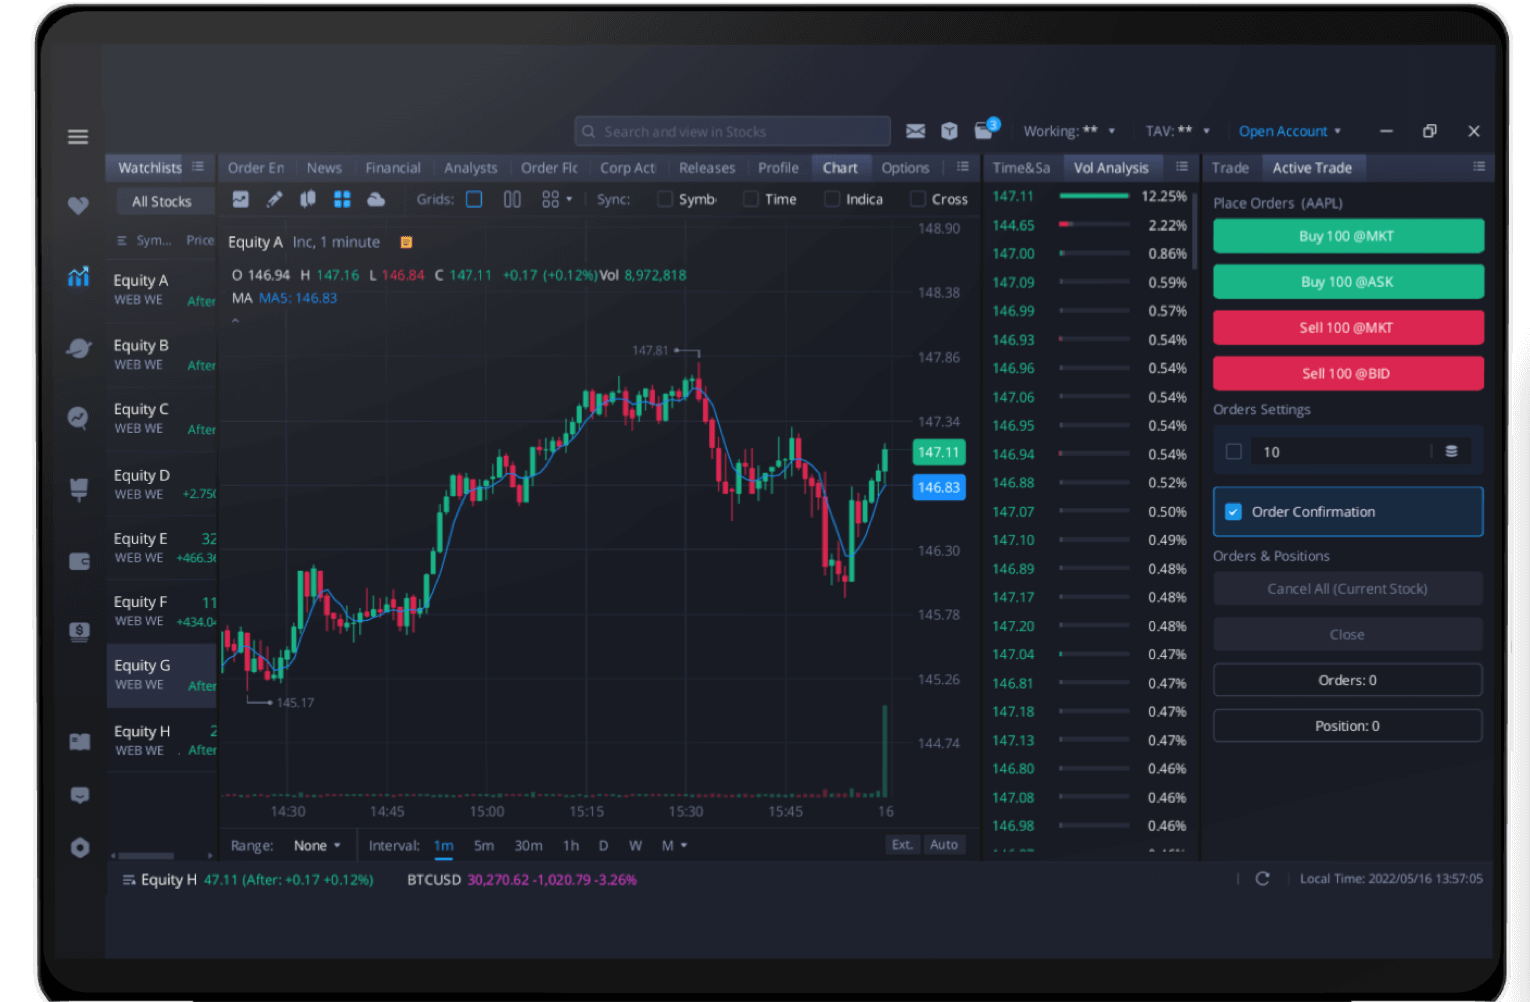 Search and view in Stocks
3
Working: **
TAV: **
Open Account
Watchlists
Order En
News
Financial
Analysts
Order Flc
Corp Acti
Releases
Profile
Chart
Options
Time&Sa
Vol Analysis
Trade
Active Trade
All Stocks
Grids:
Sync:
Symb
Time
Indica
Cross
Sym... Price
Equity A
WEB WE After
Equity B
WEB WE After
Equity C
WEB WE After
Equity D
WEB WE +2.750
Equity E 32
WEB WE +466.36
Equity F 11
WEB WE +434.04
Equity G
WEB WE After
Equity H 2
WEB WE . After
Equity A Inc, 1 minute
O 146.94 H 147.16 L 146.84 C 147.11 +0.17 (+0.12%) Vol 8,972,818
MA MA5: 146.83
147.81
145.17
148.90
148.38
147.86
147.34
147.11
146.83
146.30
145.78
145.26
144.74
14:30 14:45 15:00 15:15 15:30 15:45 16
Range: None Interval: 1m 5m 30m 1h D W M Ext. Auto
147.11 12.25%
144.65 2.22%
147.00 0.86%
147.09 0.59%
146.99 0.57%
146.93 0.54%
146.96 0.54%
147.06 0.54%
146.95 0.54%
146.94 0.54%
146.88 0.52%
147.07 0.50%
147.10 0.49%
146.89 0.48%
147.17 0.48%
147.20 0.48%
147.04 0.47%
146.81 0.47%
147.18 0.47%
147.13 0.47%
146.80 0.46%
147.08 0.46%
146.98 0.46%
Place Orders (AAPL)
Buy 100 @MKT
Buy 100 @ASK
Sell 100 @MKT
Sell 100 @BID
Orders Settings
10
Order Confirmation
Orders & Positions
Cancel All (Current Stock)
Close
Orders: 0
Position: 0
Equity H 47.11 (After: +0.17 +0.12%) BTCUSD 30,270.62 -1,020.79 -3.26%
Local Time: 2022/05/16 13:57:05